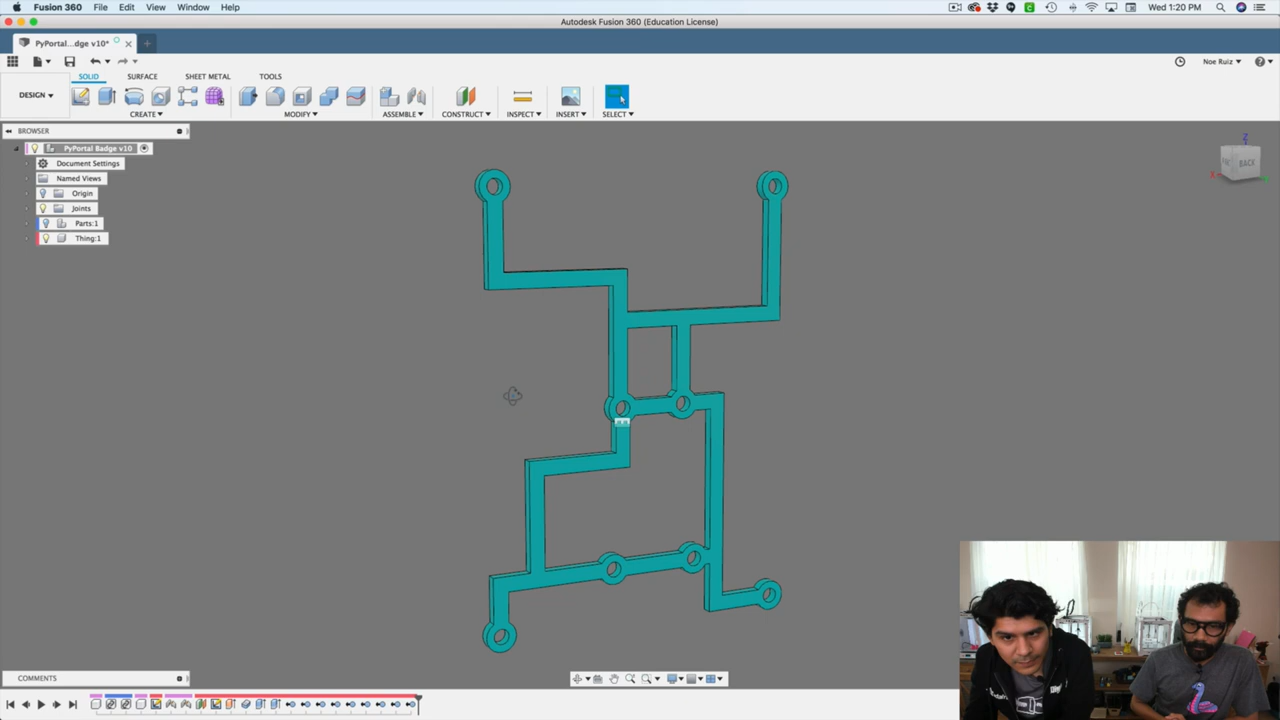 Fusion 360 File Edit View Window Help Wed 1:20 PM
Autodesk Fusion 360 (Education License)
PyPortal...dge v10*
Noe Ruiz
SOLID SURFACE SHEET METAL TOOLS
DESIGN
CREATE MODIFY ASSEMBLE CONSTRUCT INSPECT INSERT SELECT
BROWSER
PyPortal Badge v10
Document Settings
Named Views
Origin
Joints
Parts:1
Thing:1
Z
BACK
X
COMMENTS